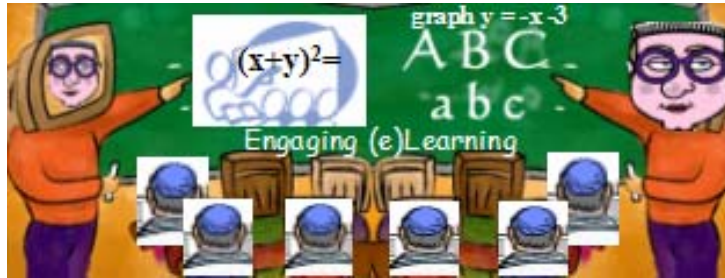 graph y = -x -3
(x+y)²=
A B C
a b c
Engaging (e)Learning